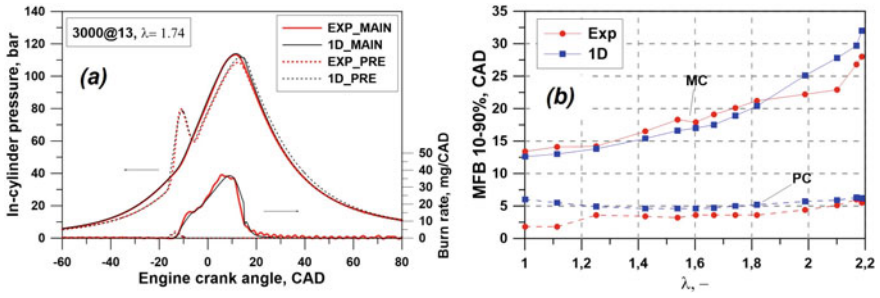 140
120
100
80
60
40
20
0
In-cylinder pressure, bar
3000@13, λ= 1.74
(a)
EXP_MAIN
1D_MAIN
EXP_PRE
1D_PRE
50
40
30
20
10
0
Burn rate, mg/CAD
-60 -40 -20 0 20 40 60 80
Engine crank angle, CAD
35
30
25
20
15
10
5
0
MFB 10-90%, CAD
Exp
1D
(b)
MC
PC
1 1,2 1,4 1,6 1,8 2 2,2
λ, –